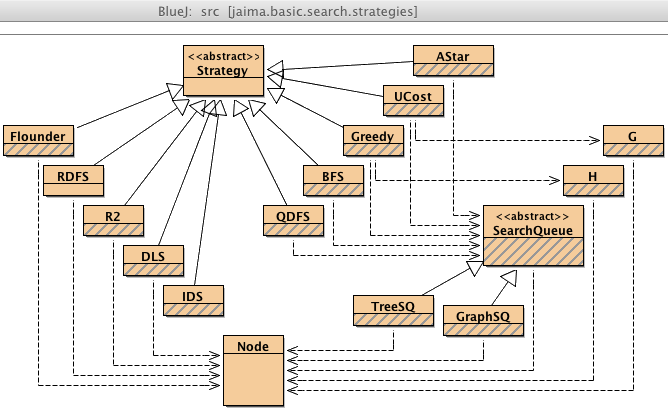 BlueJ: src [jaima.basic.search.strategies]
<<abstract>>
Strategy
AStar
UCost
Flounder
Greedy
G
RDFS
BFS
H
R2
QDFS
<<abstract>>
SearchQueue
DLS
IDS
TreeSQ
GraphSQ
Node